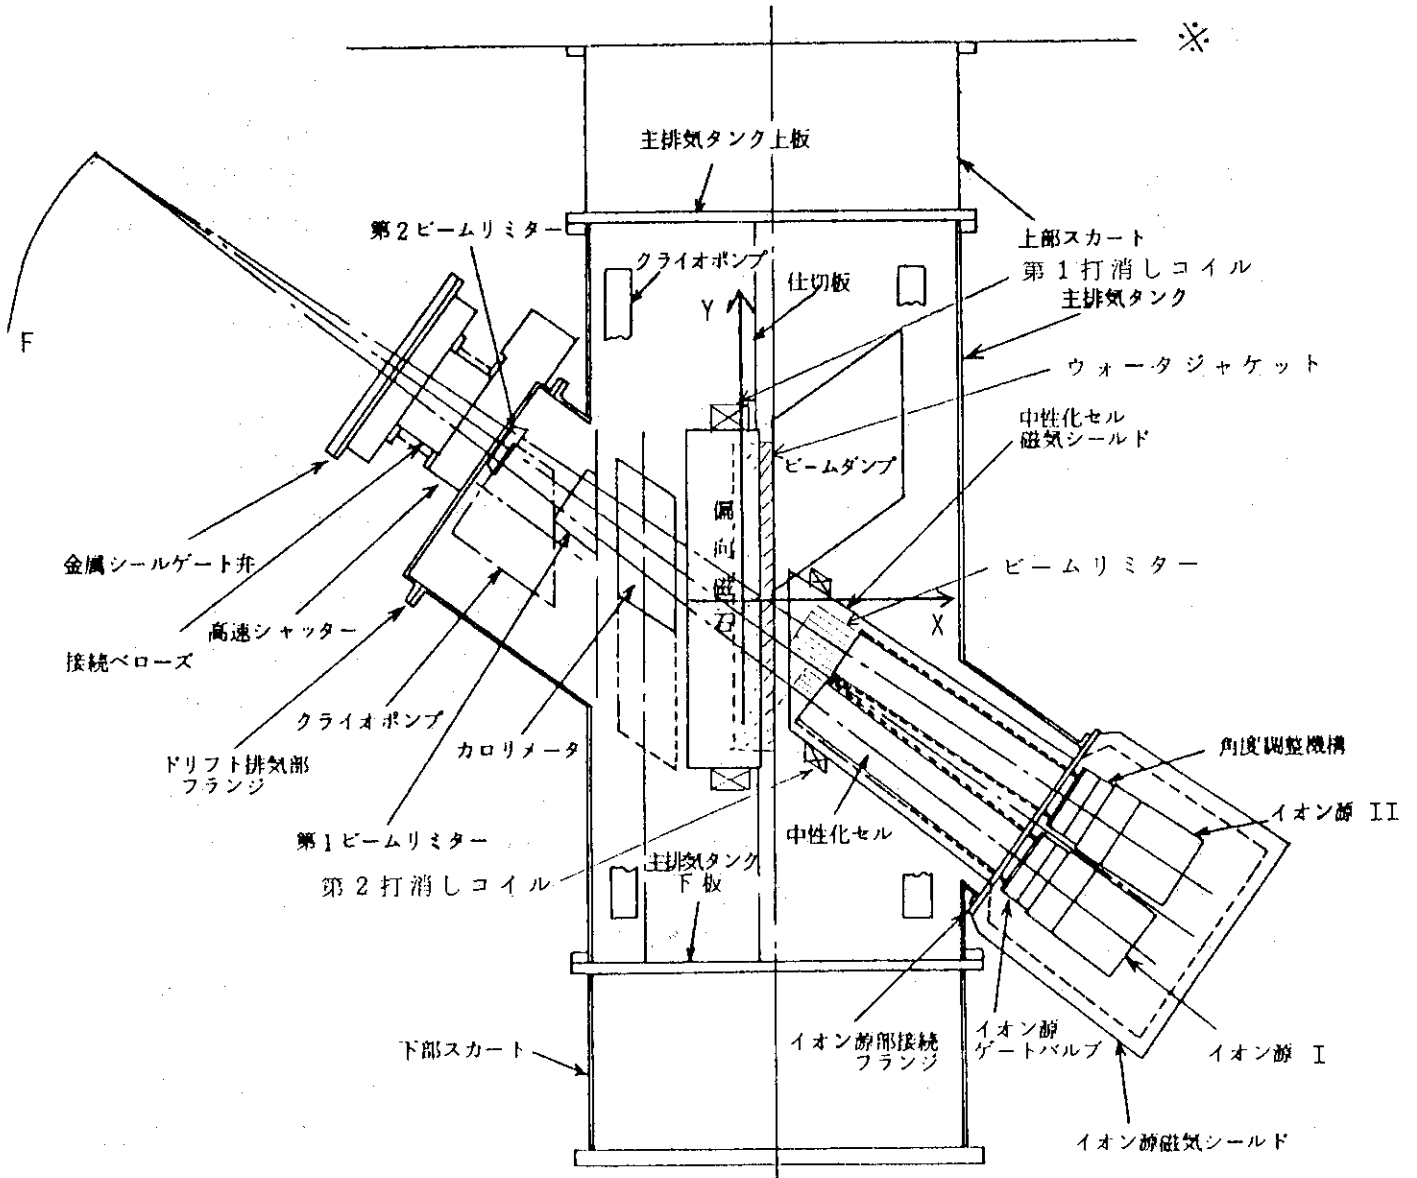 ※
主排気タンク上板
第2ビームリミター
クライオポンプ
仕切板
Y
上部スカート
第1打消しコイル
主排気タンク
ウォータジャケット
中性化セル
磁気シールド
ビームダンプ
偏向磁石
F
金属シールゲート弁
ビームリミター
X
高速シャッター
接続ベローズ
クライオポンプ
カロリメータ
ドリフト排気部
フランジ
角度調整機構
イオン源 II
第1ビームリミター
中性化セル
主排気タンク
下板
第2打消しコイル
下部スカート
イオン源部接続
フランジ
イオン源
ゲートバルブ
イオン源 I
イオン源磁気シールド